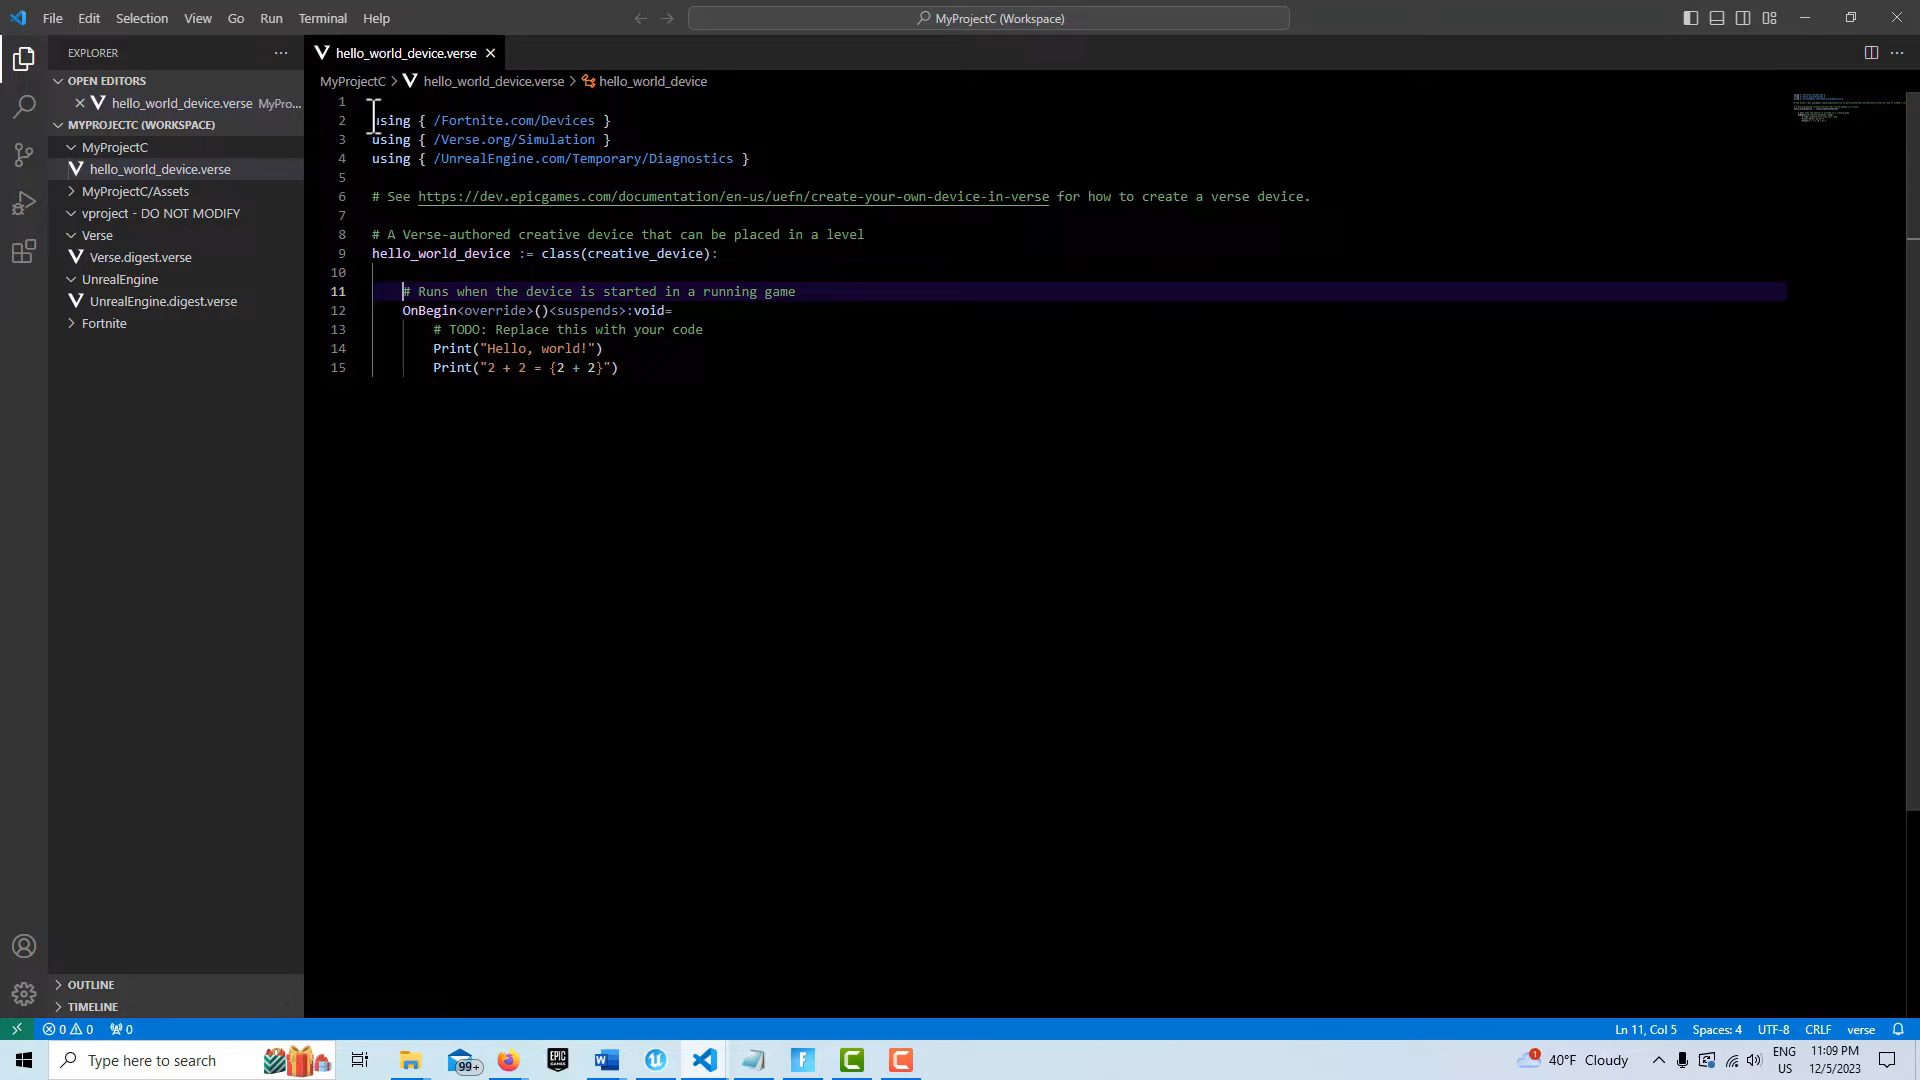 File Edit Selection View Go Run Terminal Help
MyProjectC (Workspace)
EXPLORER
hello_world_device.verse
OPEN EDITORS
hello_world_device.verse MyPro...
MYPROJECTC (WORKSPACE)
MyProjectC
hello_world_device.verse
MyProjectC/Assets
vproject - DO NOT MODIFY
Verse
Verse.digest.verse
UnrealEngine
UnrealEngine.digest.verse
Fortnite
OUTLINE
TIMELINE
MyProjectC > hello_world_device.verse > hello_world_device
1
2 using { /Fortnite.com/Devices }
3 using { /Verse.org/Simulation }
4 using { /UnrealEngine.com/Temporary/Diagnostics }
5
6 # See https://dev.epicgames.com/documentation/en-us/uefn/create-your-own-device-in-verse for how to create a verse device.
7
8 # A Verse-authored creative device that can be placed in a level
9 hello_world_device := class(creative_device):
10
11 # Runs when the device is started in a running game
12 OnBegin<override>()<suspends>:void=
13 # TODO: Replace this with your code
14 Print("Hello, world!")
15 Print("2 + 2 = {2 + 2}")
0 0 0
Ln 11, Col 5 Spaces: 4 UTF-8 CRLF verse
Type here to search
99+
EPIC GAMES
1
40°F Cloudy
ENG
US
11:09 PM
12/5/2023